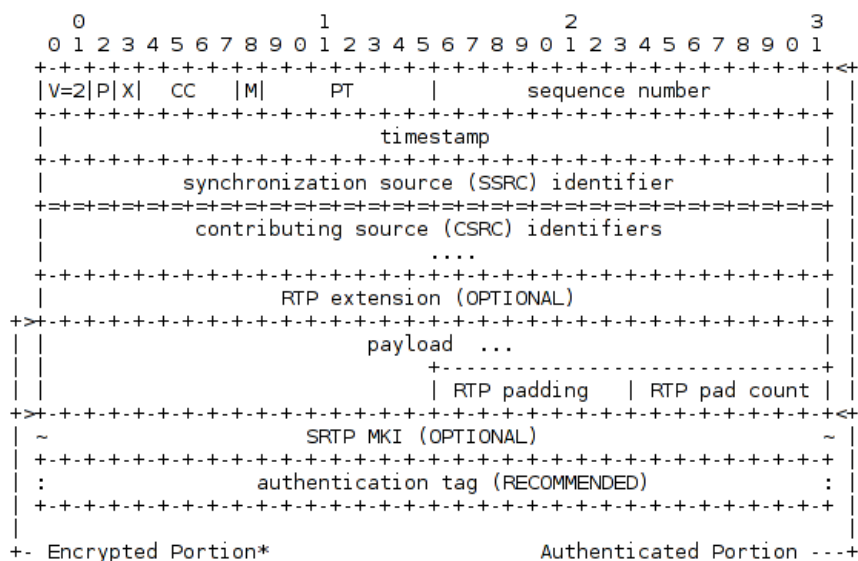 0                   1                   2                   3
  0 1 2 3 4 5 6 7 8 9 0 1 2 3 4 5 6 7 8 9 0 1 2 3 4 5 6 7 8 9 0 1
 +-+-+-+-+-+-+-+-+-+-+-+-+-+-+-+-+-+-+-+-+-+-+-+-+-+-+-+-+-+-+-+-+<+
 |V=2|P|X|  CC   |M|     PT      |       sequence number         | |
 +-+-+-+-+-+-+-+-+-+-+-+-+-+-+-+-+-+-+-+-+-+-+-+-+-+-+-+-+-+-+-+-+ |
 |                           timestamp                           | |
 +-+-+-+-+-+-+-+-+-+-+-+-+-+-+-+-+-+-+-+-+-+-+-+-+-+-+-+-+-+-+-+-+ |
 |           synchronization source (SSRC) identifier            | |
 +=+=+=+=+=+=+=+=+=+=+=+=+=+=+=+=+=+=+=+=+=+=+=+=+=+=+=+=+=+=+=+=+ |
 |            contributing source (CSRC) identifiers             | |
 |                               ....                            | |
 +-+-+-+-+-+-+-+-+-+-+-+-+-+-+-+-+-+-+-+-+-+-+-+-+-+-+-+-+-+-+-+-+ |
 |                   RTP extension (OPTIONAL)                    | |
+>+-+-+-+-+-+-+-+-+-+-+-+-+-+-+-+-+-+-+-+-+-+-+-+-+-+-+-+-+-+-+-+-+ |
| |                          payload  ...                         | |
| |                               +-------------------------------+ |
| |                               | RTP padding   | RTP pad count | |
+>+-+-+-+-+-+-+-+-+-+-+-+-+-+-+-+-+-+-+-+-+-+-+-+-+-+-+-+-+-+-+-+-+<+
| ~                     SRTP MKI (OPTIONAL)                       ~ |
| +-+-+-+-+-+-+-+-+-+-+-+-+-+-+-+-+-+-+-+-+-+-+-+-+-+-+-+-+-+-+-+-+ |
| :                 authentication tag (RECOMMENDED)              : |
| +-+-+-+-+-+-+-+-+-+-+-+-+-+-+-+-+-+-+-+-+-+-+-+-+-+-+-+-+-+-+-+-+ |
|                                                                   |
+- Encrypted Portion*                      Authenticated Portion ---+